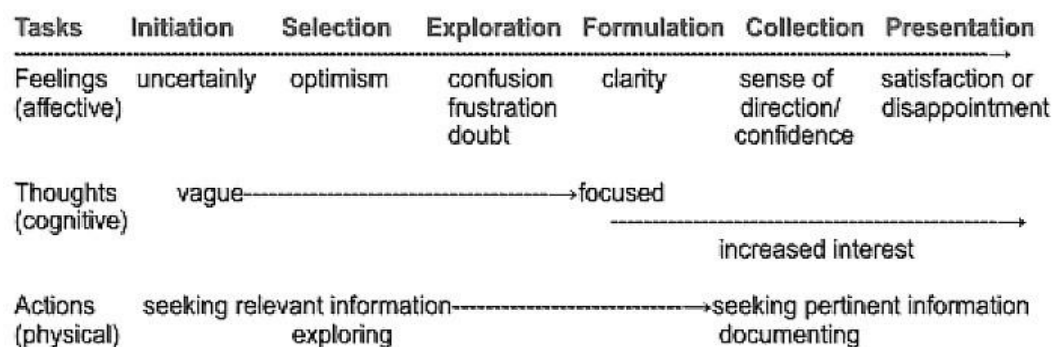 Tasks Initiation Selection Exploration Formulation Collection Presentation
Feelings uncertainly optimism confusion clarity sense of satisfaction or
(affective) frustration direction/ disappointment
doubt confidence
Thoughts vague focused
(cognitive)
increased interest
Actions seeking relevant information seeking pertinent information
(physical) exploring documenting